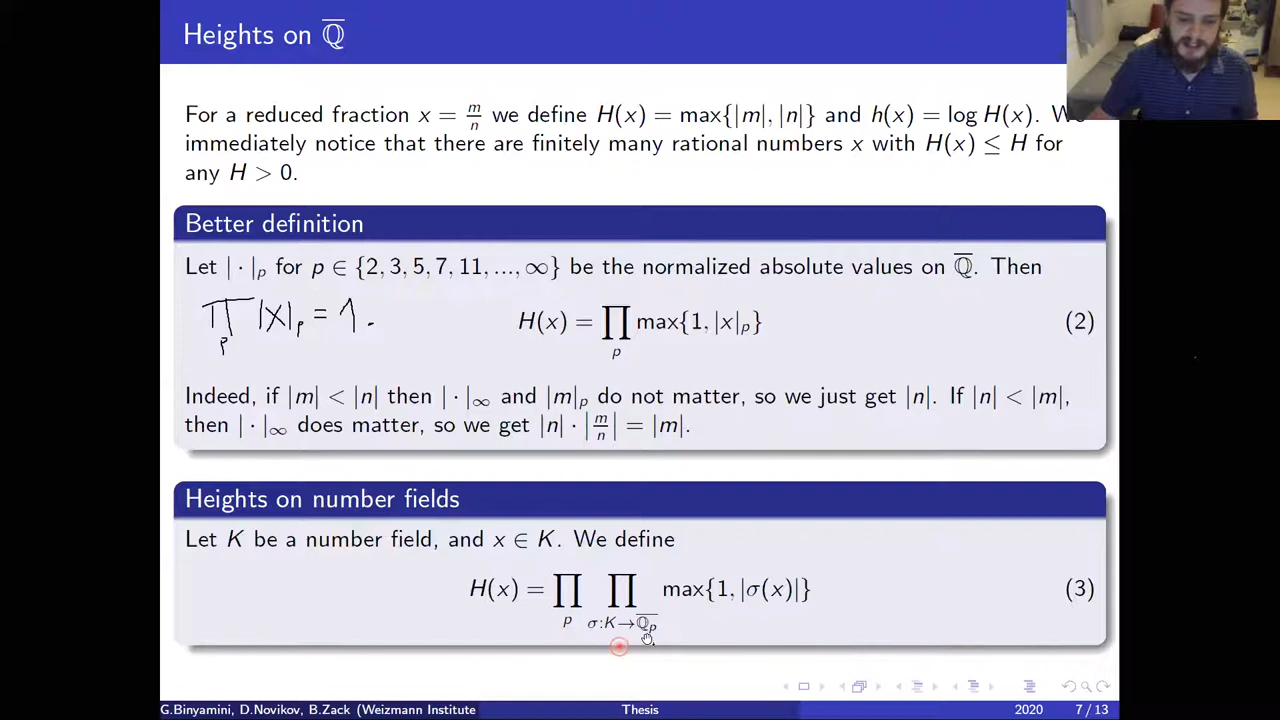 Heights on $\overline{\mathbb{Q}}$
For a reduced fraction $x = \frac{m}{n}$ we define $H(x) = \max\{|m|, |n|\}$ and $h(x) = \log H(x)$. We
immediately notice that there are finitely many rational numbers $x$ with $H(x) \leq H$ for
any $H > 0$.
Better definition
Let $|\cdot|_p$ for $p \in \{2, 3, 5, 7, 11, ..., \infty\}$ be the normalized absolute values on $\overline{\mathbb{Q}}$. Then
$\prod_p |x|_p = 1.$
$H(x) = \prod_p \max\{1, |x|_p\}$ (2)
Indeed, if $|m| < |n|$ then $|\cdot|_\infty$ and $|m|_p$ do not matter, so we just get $|n|$. If $|n| < |m|$,
then $|\cdot|_\infty$ does matter, so we get $|n| \cdot \left|\frac{m}{n}\right| = |m|$.
Heights on number fields
Let $K$ be a number field, and $x \in K$. We define
$H(x) = \prod_p \prod_{\sigma: K \to \overline{\mathbb{Q}_p}} \max\{1, |\sigma(x)|\}$ (3)
G.Binyamini, D.Novikov, B.Zack (Weizmann Institute Thesis 2020 7 / 13